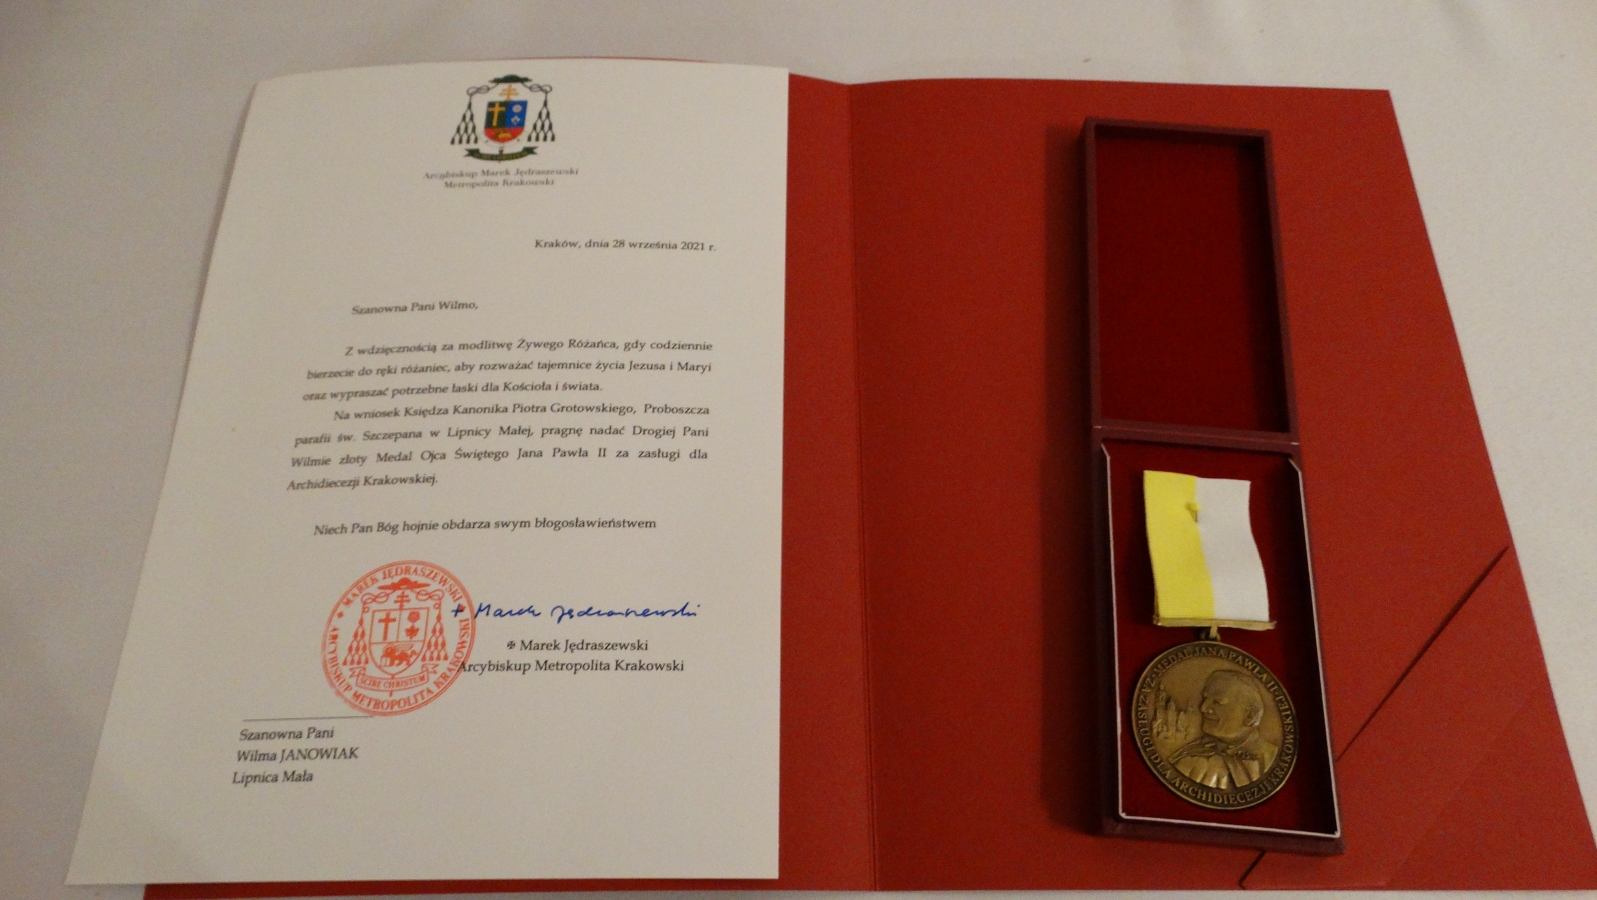 Arcybiskup Marek Jędraszewski
Metropolita Krakowski
Kraków, dnia 28 września 2021 r.
Szanowna Pani Wilmo,
Z wdzięcznością za modlitwę Żywego Różańca, gdy codziennie
bierzecie do ręki różaniec, aby rozważać tajemnice życia Jezusa i Maryi
oraz wypraszać potrzebne łaski dla Kościoła i świata.
Na wniosek Księdza Kanonika Piotra Grotowskiego, Proboszcza
parafii św. Szczepana w Lipnicy Małej, pragnę nadać Drogiej Pani
Wilmie złoty Medal Ojca Świętego Jana Pawła II za zasługi dla
Archidiecezji Krakowskiej.
Niech Pan Bóg hojnie obdarza swym błogosławieństwem
MAREK JĘDRASZEWSKI
ARCYBISKUP METROPOLITA KRAKOWSKI
SCIRE CHRISTUM
+ Marek Jędraszewski
✠ Marek Jędraszewski
Arcybiskup Metropolita Krakowski
Szanowna Pani
Wilma JANOWIAK
Lipnica Mała
MEDAL JANA PAWŁA II
ZA ZASŁUGI DLA ARCHIDIECEZJI KRAKOWSKIEJ